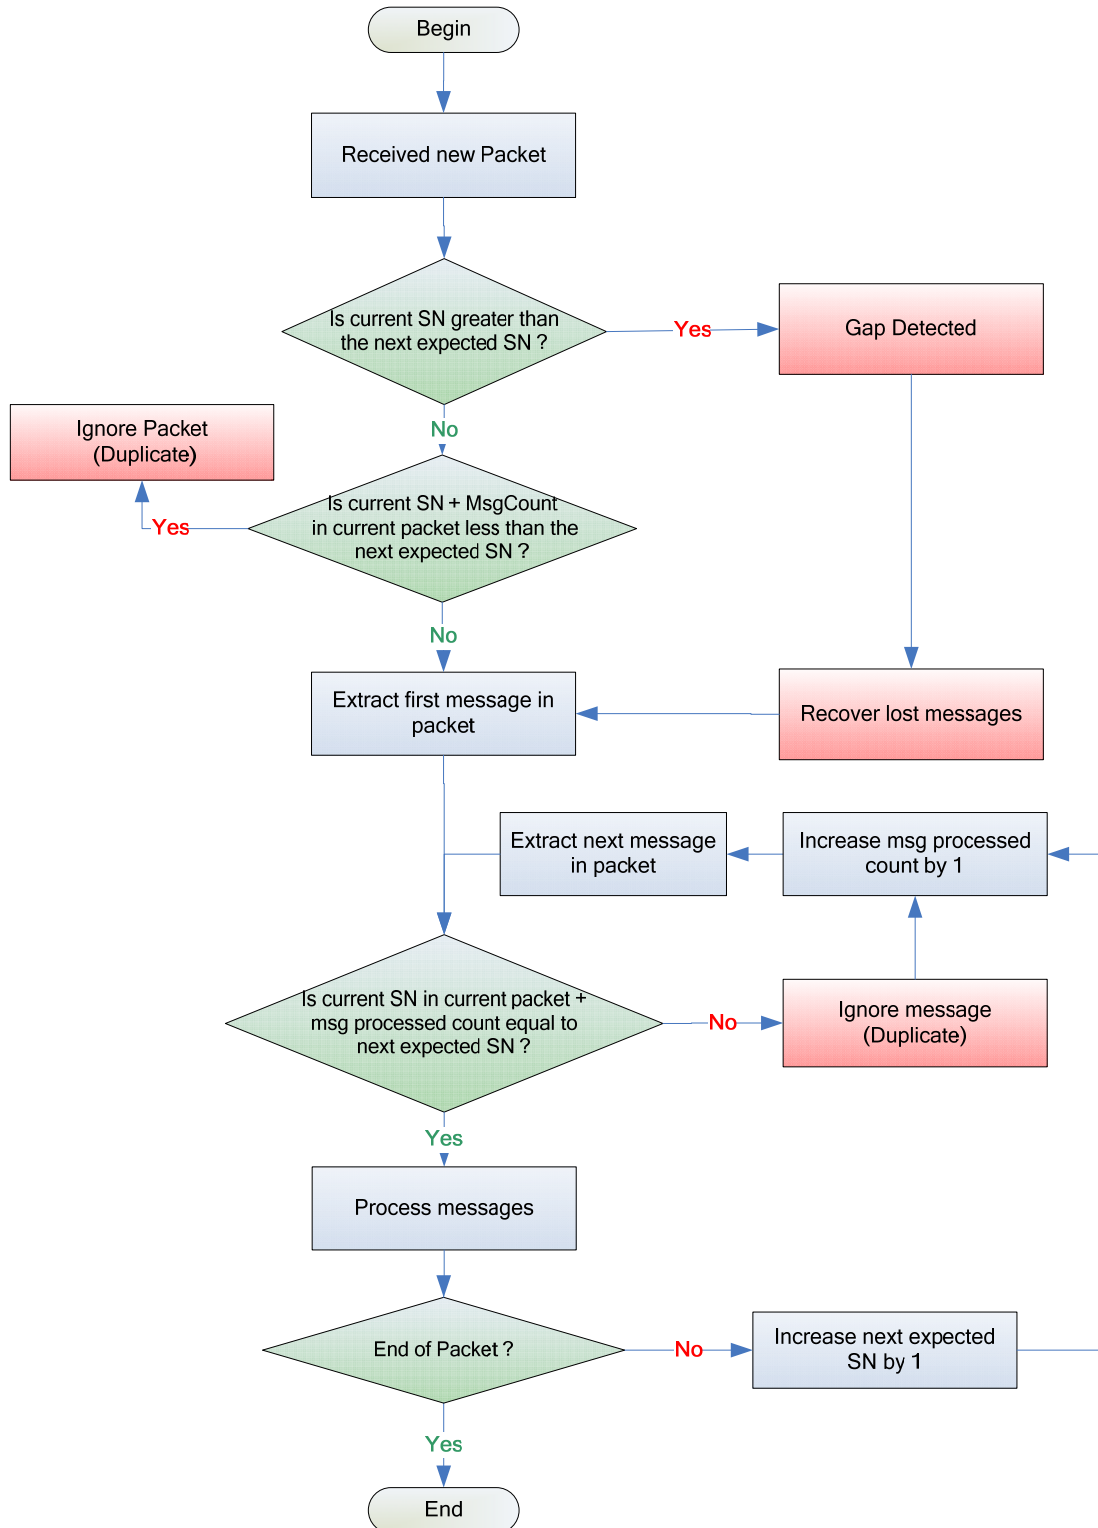 Begin
Received new Packet
Is current SN greater than
the next expected SN ?
Yes
Gap Detected
No
Ignore Packet
(Duplicate)
Is current SN + MsgCount
in current packet less than the
next expected SN ?
Yes
No
Extract first message in
packet
Recover lost messages
Extract next message
in packet
Increase msg processed
count by 1
Is current SN in current packet +
msg processed count equal to
next expected SN ?
No
Ignore message
(Duplicate)
Yes
Process messages
End of Packet ?
No
Increase next expected
SN by 1
Yes
End